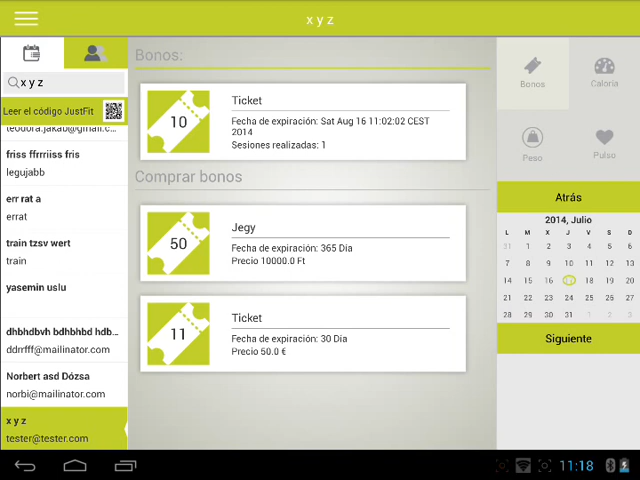 x y z
x y z
Leer el código JustFit
teodora.jakab@gmail.c...
friss ffrriiss fris
legujabb
err rat a
errat
train tzsv wert
train
yasemin uslu
dhbhdbvh bdhbhbd hdb...
ddrrfff@mailinator.com
Norbert asd Dózsa
norbi@mailinator.com
x y z
tester@tester.com
Bonos:
10
Ticket
Fecha de expiración: Sat Aug 16 11:02:02 CEST
2014
Sesiones realizadas: 1
Comprar bonos
50
Jegy
Fecha de expiración: 365 Dia
Precio 10000.0 Ft
11
Ticket
Fecha de expiración: 30 Dia
Precio 50.0 €
Bonos
Caloría
Peso
Pulso
Atrás
2014, Julio
L M X J V S D
31 1 2 3 4 5 6
7 8 9 10 11 12 13
14 15 16 17 18 19 20
21 22 23 24 25 26 27
28 29 30 31 1 2 3
Siguiente
11:18